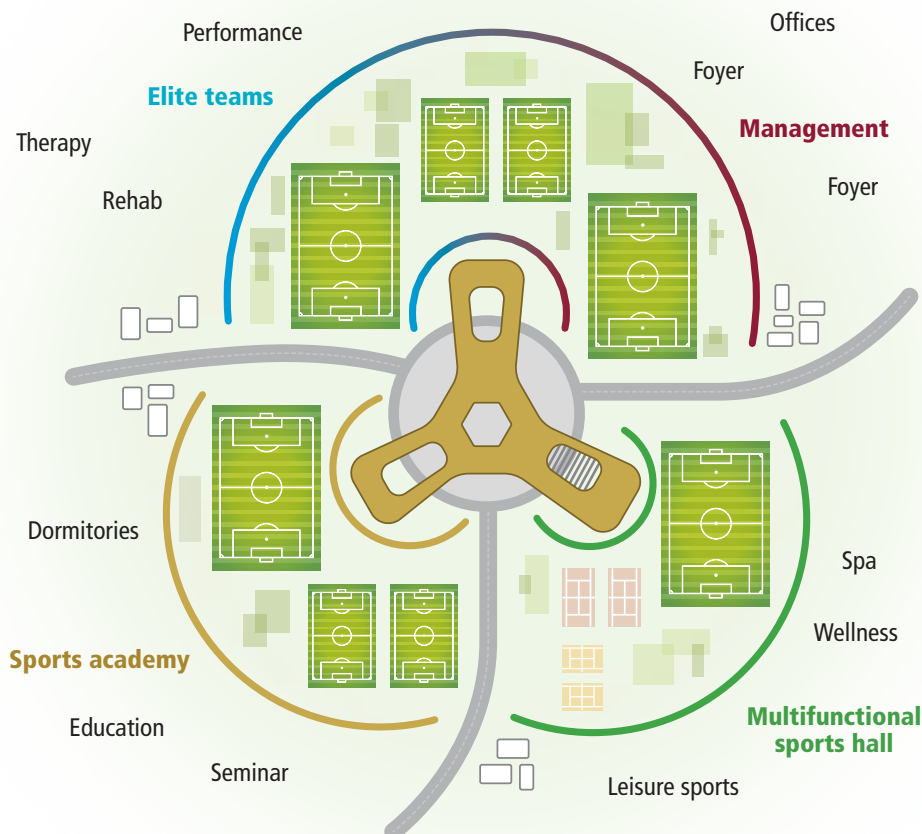 Performance
Offices
Foyer
Elite teams
Management
Therapy
Rehab
Foyer
Dormitories
Spa
Wellness
Sports academy
Education
Multifunctional
sports hall
Seminar
Leisure sports